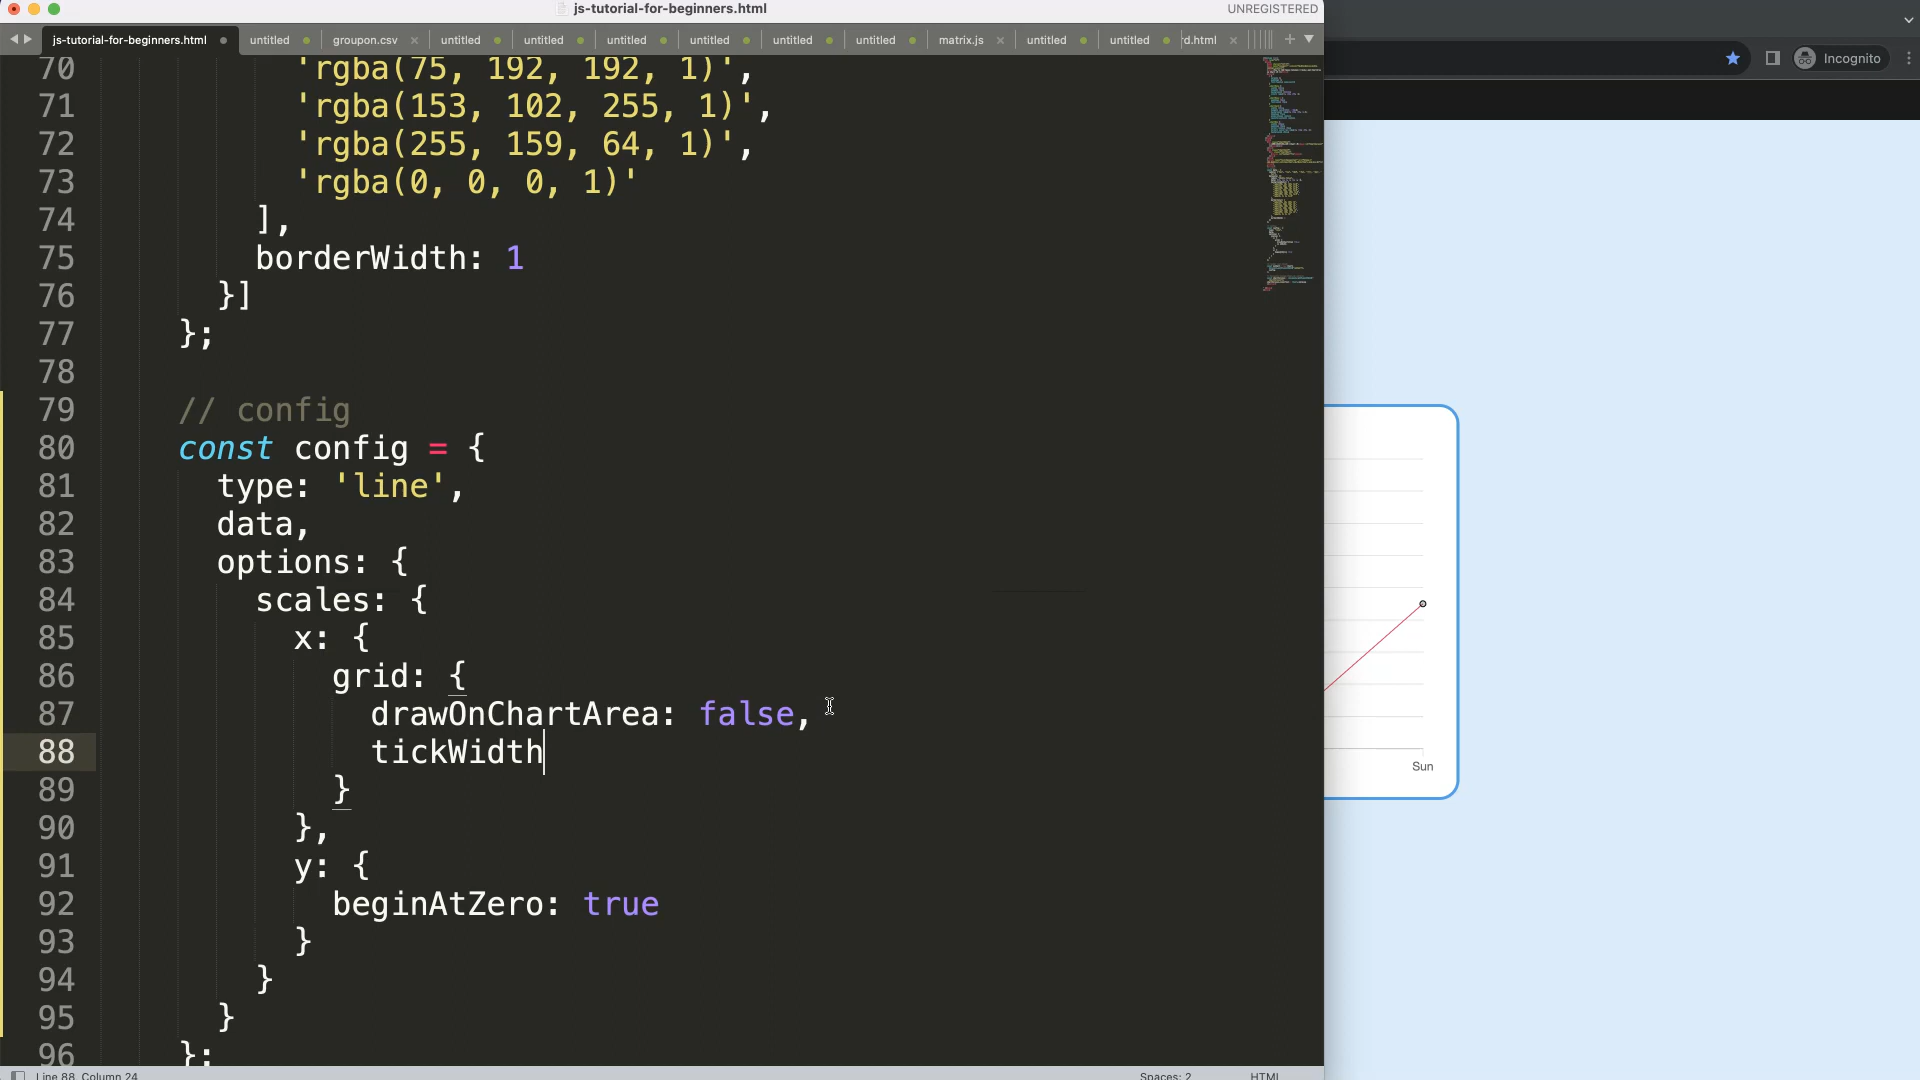 js-tutorial-for-beginners.html
UNREGISTERED
js-tutorial-for-beginners.html untitled groupon.csv untitled untitled untitled untitled untitled untitled matrix.js untitled untitled rd.html
Incognito
70 'rgba(75, 192, 192, 1)',
71 'rgba(153, 102, 255, 1)',
72 'rgba(255, 159, 64, 1)',
73 'rgba(0, 0, 0, 1)'
74 ],
75 borderWidth: 1
76 }]
77 };
78
79 // config
80 const config = {
81 type: 'line',
82 data,
83 options: {
84 scales: {
85 x: {
86 grid: {
87 drawOnChartArea: false,
88 tickWidth
89 }
90 },
91 y: {
92 beginAtZero: true
93 }
94 }
95 }
96 };
Sun
Line 88, Column 24
Spaces: 2
HTML